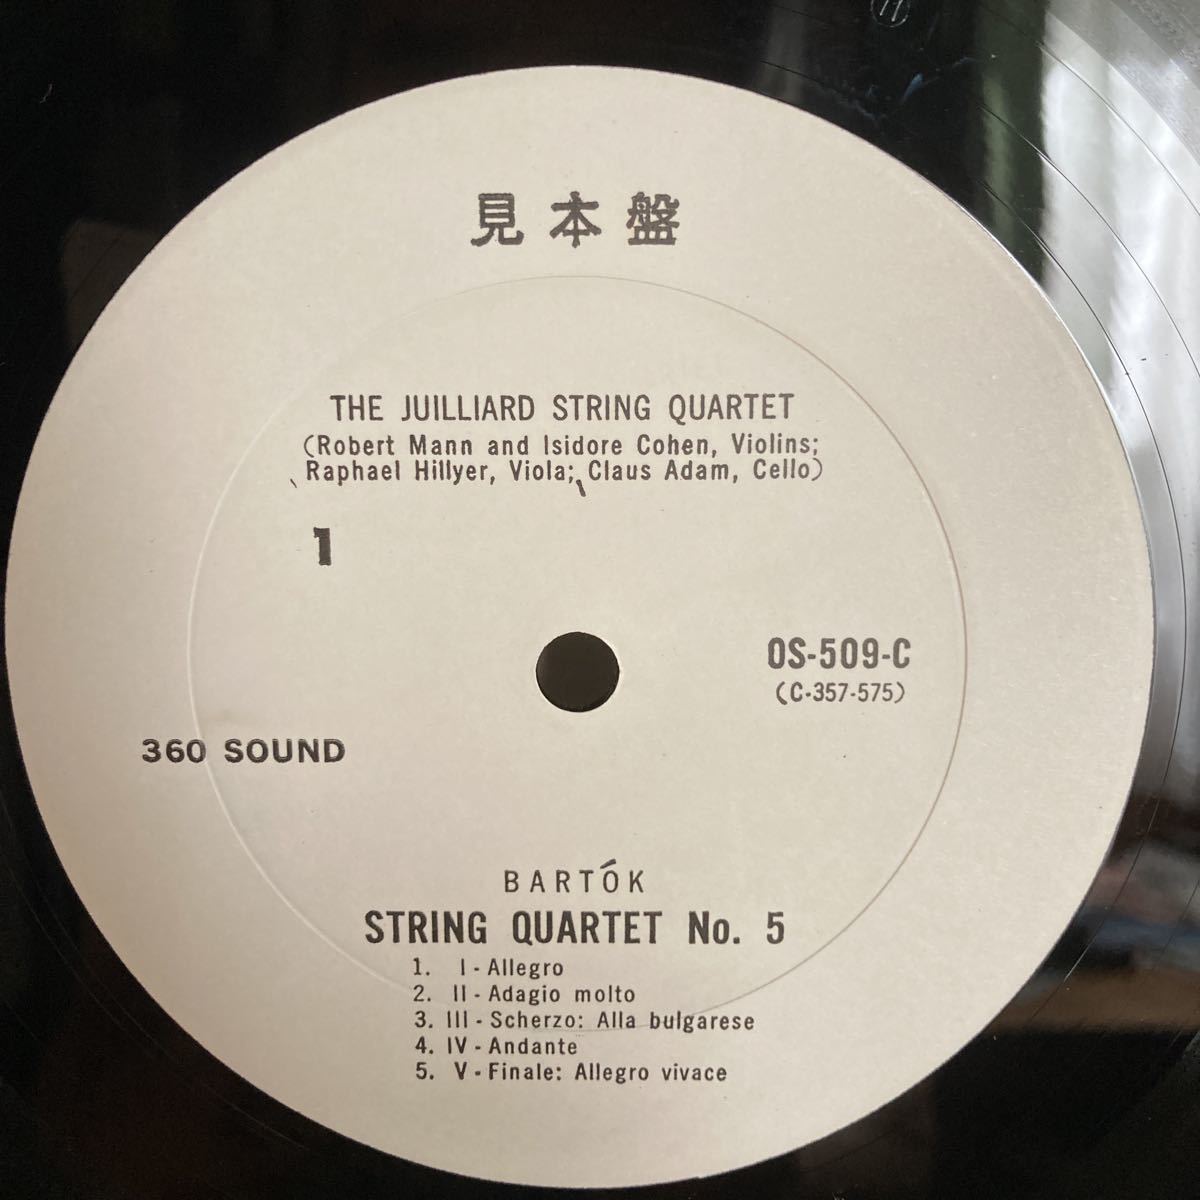 11
見本盤
THE JUILLIARD STRING QUARTET
(Robert Mann and Isidore Cohen, Violins;
Raphael Hillyer, Viola; Claus Adam, Cello)
1
OS-509-C
(C-357-575)
360 SOUND
BARTÓK
STRING QUARTET No. 5
1. I - Allegro
2. II - Adagio molto
3. III - Scherzo: Alla bulgarese
4. IV - Andante
5. V - Finale: Allegro vivace